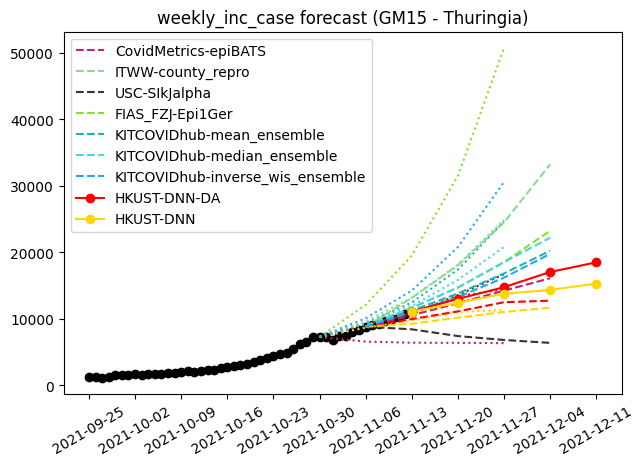 weekly_inc_case forecast (GM15 - Thuringia)
CovidMetrics-epiBATS
ITWW-county_repro
USC-SIkJalpha
FIAS_FZJ-Epi1Ger
KITCOVIDhub-mean_ensemble
KITCOVIDhub-median_ensemble
KITCOVIDhub-inverse_wis_ensemble
HKUST-DNN-DA
HKUST-DNN
50000
40000
30000
20000
10000
0
2021-09-25
2021-10-02
2021-10-09
2021-10-16
2021-10-23
2021-10-30
2021-11-06
2021-11-13
2021-11-20
2021-11-27
2021-12-04
2021-12-11